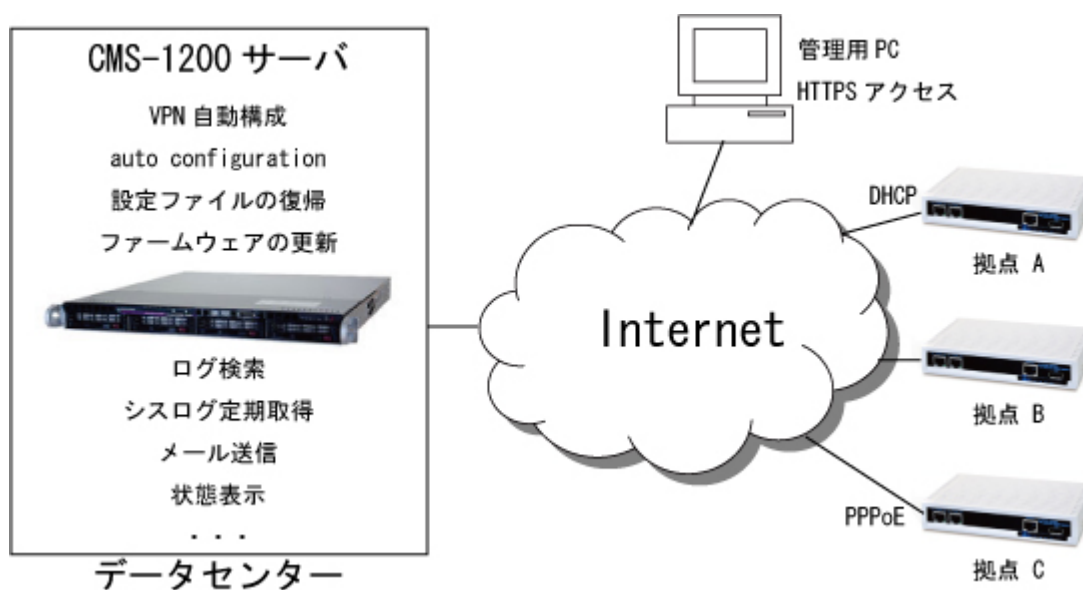 CMS-1200 サーバ
VPN 自動構成
auto configuration
設定ファイルの復帰
ファームウェアの更新
ログ検索
シスログ定期取得
メール送信
状態表示
・・・
データセンター
Internet
管理用 PC
HTTPS アクセス
DHCP
拠点 A
拠点 B
PPPoE
拠点 C